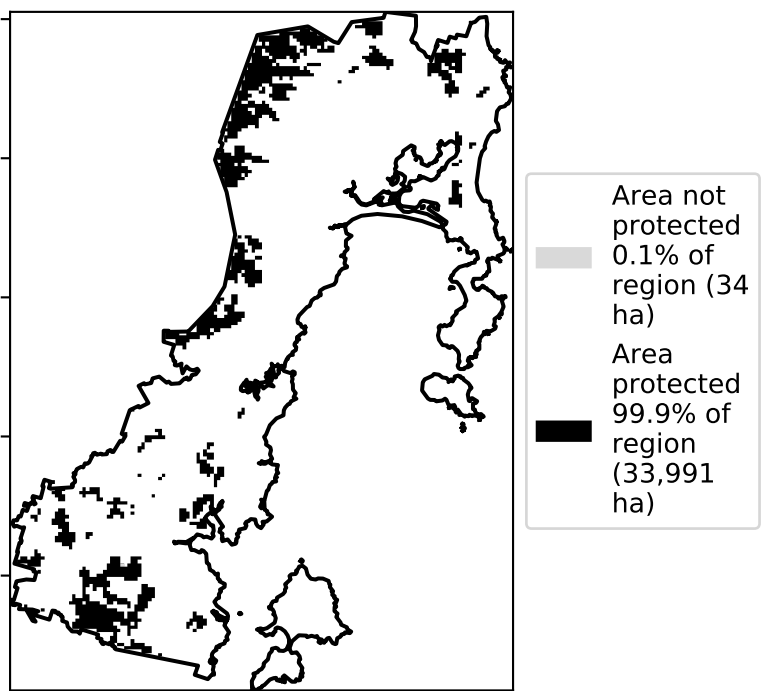 Area not
protected
0.1% of
region (34
ha)
Area
protected
99.9% of
region
(33,991
ha)